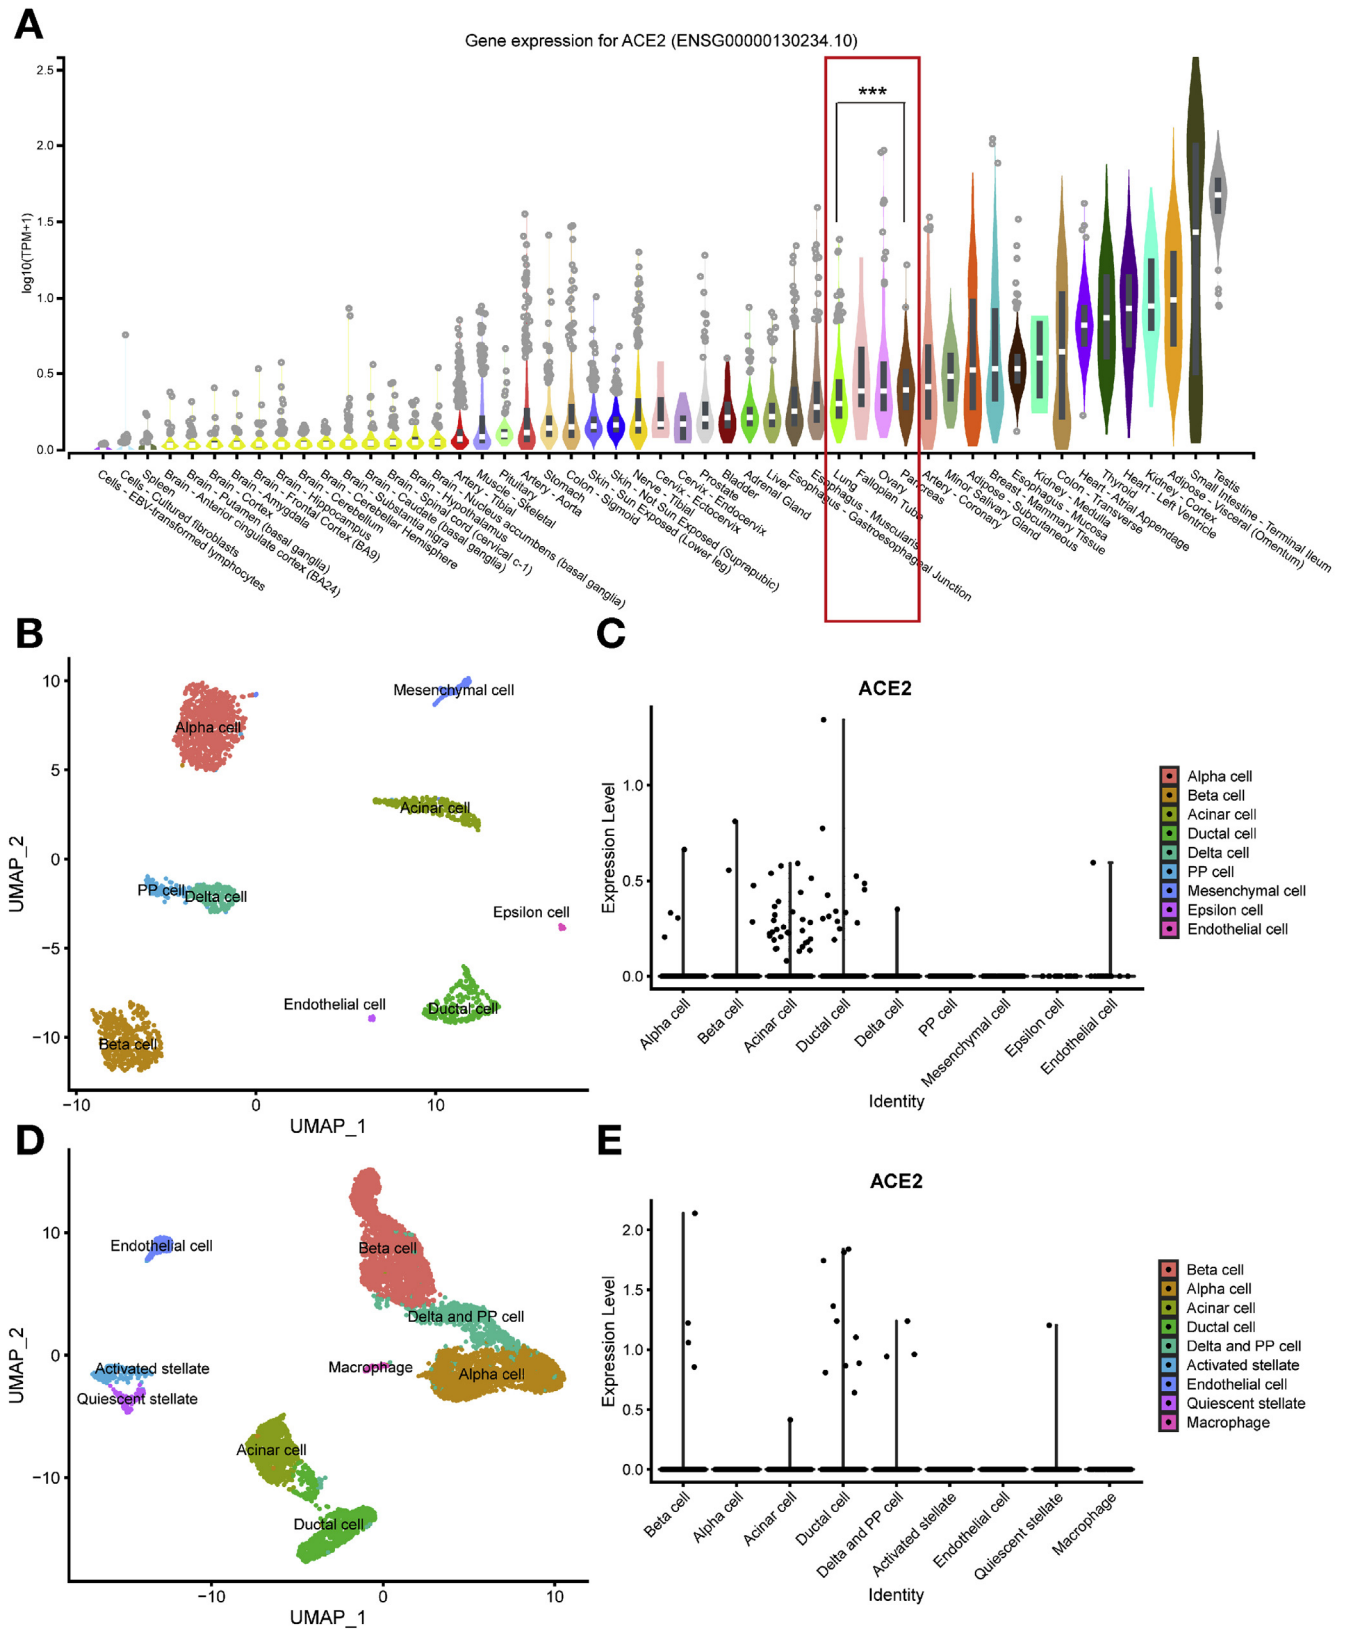 A
Gene expression for ACE2 (ENSG00000130234.10)
log10(TPM+1)
2.5
2.0
1.5
1.0
0.5
0.0
***
Cells - EBV-transformed lymphocytes
Cells - Cultured fibroblasts
Spleen
Brain - Anterior cingulate cortex (BA24)
Brain - Putamen (basal ganglia)
Brain - Cortex
Brain - Amygdala
Brain - Frontal Cortex (BA9)
Brain - Hippocampus
Brain - Cerebellum
Brain - Cerebellar Hemisphere
Brain - Substantia nigra
Brain - Caudate (basal ganglia)
Brain - Spinal cord (cervical c-1)
Brain - Hypothalamus
Brain - Nucleus accumbens (basal ganglia)
Artery - Tibial
Muscle - Skeletal
Pituitary
Artery - Aorta
Stomach
Colon - Sigmoid
Skin - Sun Exposed (Lower leg)
Skin - Not Sun Exposed (Suprapubic)
Nerve - Tibial
Cervix - Ectocervix
Cervix - Endocervix
Prostate
Bladder
Adrenal Gland
Liver
Esophagus - Gastroesophageal Junction
Esophagus - Muscularis
Lung
Fallopian Tube
Ovary
Pancreas
Artery - Coronary
Minor Salivary Gland
Adipose - Subcutaneous
Breast - Mammary Tissue
Esophagus - Mucosa
Kidney - Medulla
Colon - Transverse
Heart - Atrial Appendage
Thyroid
Heart - Left Ventricle
Kidney - Cortex
Adipose - Visceral (Omentum)
Small Intestine - Terminal Ileum
Testis
B
UMAP_2
10
5
0
−5
−10
Alpha cell
Mesenchymal cell
Acinar cell
PP cell
Delta cell
Epsilon cell
Endothelial cell
Ductal cell
Beta cell
−10
0
10
UMAP_1
C
ACE2
Expression Level
1.0
0.5
0.0
Alpha cell
Beta cell
Acinar cell
Ductal cell
Delta cell
PP cell
Mesenchymal cell
Epsilon cell
Endothelial cell
Identity
Alpha cell
Beta cell
Acinar cell
Ductal cell
Delta cell
PP cell
Mesenchymal cell
Epsilon cell
Endothelial cell
D
UMAP_2
10
0
−10
Endothelial cell
Beta cell
Delta and PP cell
Macrophage
Alpha cell
Activated stellate
Quiescent stellate
Acinar cell
Ductal cell
−10
0
10
UMAP_1
E
ACE2
Expression Level
2.0
1.5
1.0
0.5
0.0
Beta cell
Alpha cell
Acinar cell
Ductal cell
Delta and PP cell
Activated stellate
Endothelial cell
Quiescent stellate
Macrophage
Identity
Beta cell
Alpha cell
Acinar cell
Ductal cell
Delta and PP cell
Activated stellate
Endothelial cell
Quiescent stellate
Macrophage